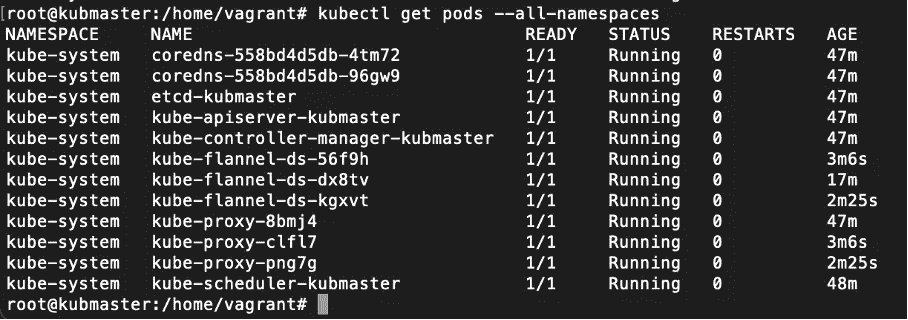 [root@kubmaster:/home/vagrant# kubectl get pods --all-namespaces
NAMESPACE NAME READY STATUS RESTARTS AGE
kube-system coredns-558bd4d5db-4tm72 1/1 Running 0 47m
kube-system coredns-558bd4d5db-96gw9 1/1 Running 0 47m
kube-system etcd-kubmaster 1/1 Running 0 47m
kube-system kube-apiserver-kubmaster 1/1 Running 0 47m
kube-system kube-controller-manager-kubmaster 1/1 Running 0 47m
kube-system kube-flannel-ds-56f9h 1/1 Running 0 3m6s
kube-system kube-flannel-ds-dx8tv 1/1 Running 0 17m
kube-system kube-flannel-ds-kgxvt 1/1 Running 0 2m25s
kube-system kube-proxy-8bmj4 1/1 Running 0 47m
kube-system kube-proxy-clfl7 1/1 Running 0 3m6s
kube-system kube-proxy-png7g 1/1 Running 0 2m25s
kube-system kube-scheduler-kubmaster 1/1 Running 0 48m
root@kubmaster:/home/vagrant#